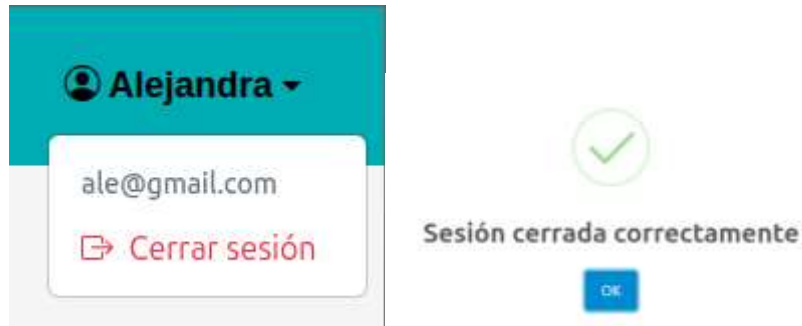 Alejandra
ale@gmail.com
Cerrar sesión
Sesión cerrada correctamente
OK